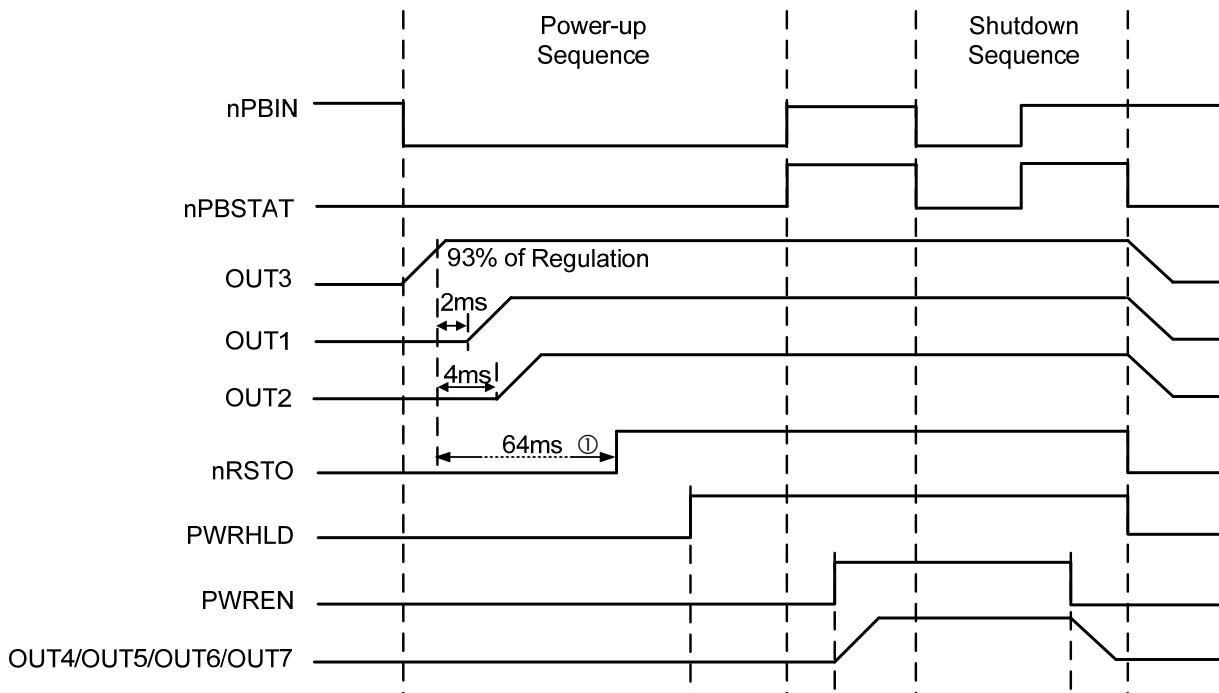 Power-up
Sequence
Shutdown
Sequence
nPBIN
nPBSTAT
93% of Regulation
OUT3
2ms
OUT1
4ms
OUT2
64ms ①
nRSTO
PWRHLD
PWREN
OUT4/OUT5/OUT6/OUT7